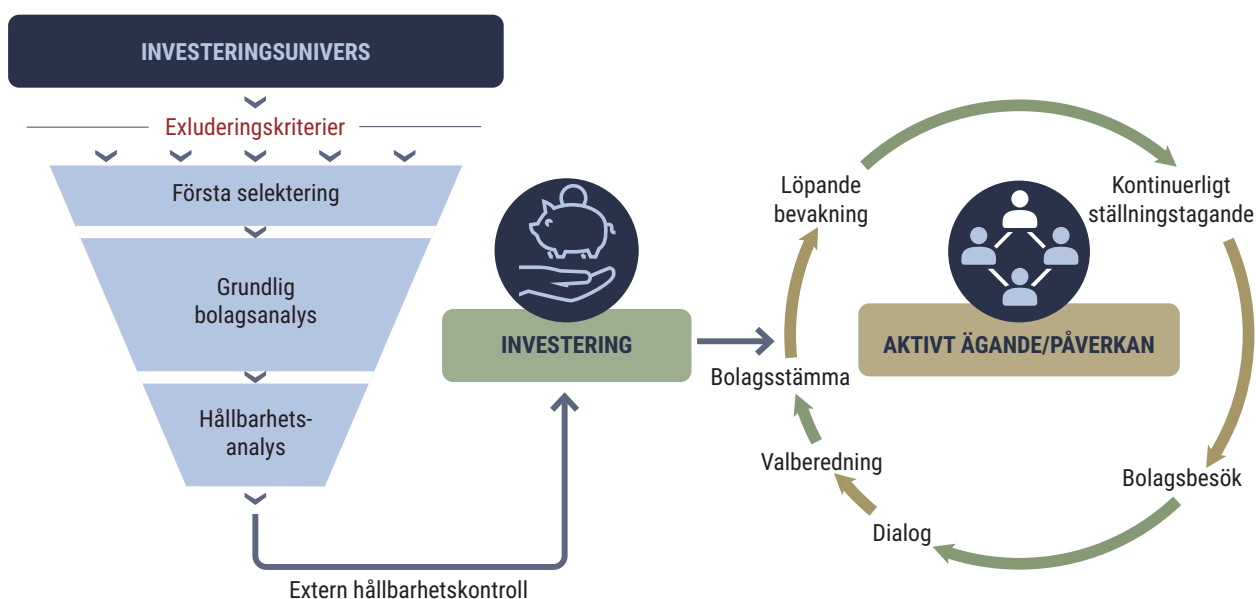 INVESTERINGSUNIVERS
Exluderingskriterier
Första selektering
Grundlig
bolagsanalys
Hållbarhets-
analys
Extern hållbarhetskontroll
INVESTERING
AKTIVT ÄGANDE/PÅVERKAN
Löpande
bevakning
Kontinuerligt
ställningstagande
Bolagsbesök
Dialog
Valberedning
Bolagsstämma